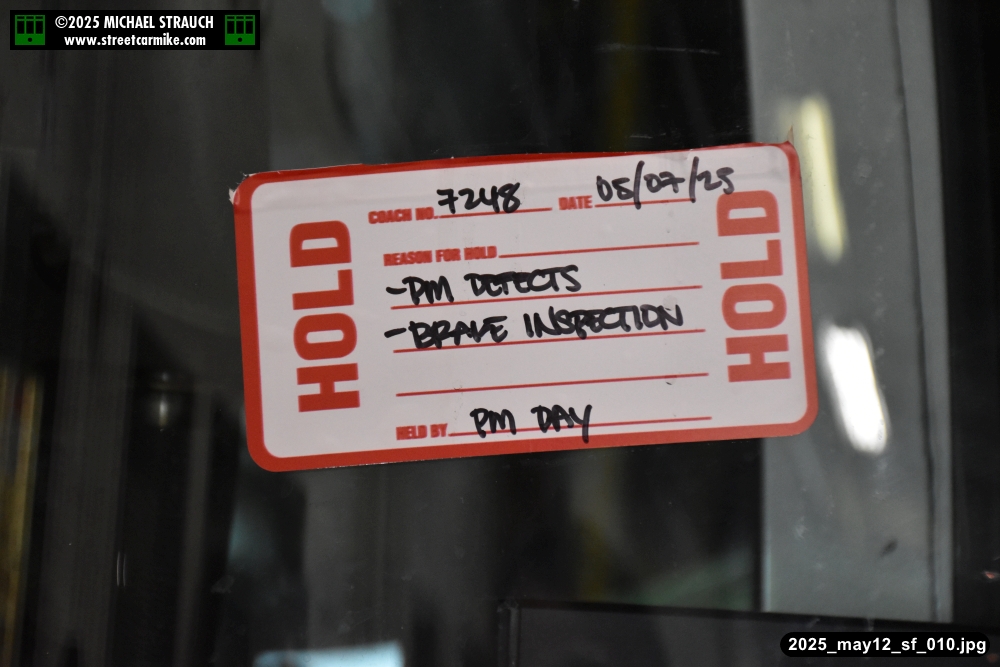 ©2025 MICHAEL STRAUCH
www.streetcarmike.com
HOLD
COACH NO. 7248 DATE 05/07/25
REASON FOR HOLD
-PM DEFECTS
-BRAKE INSPECTION
HELD BY PM DAY
HOLD
2025_may12_sf_010.jpg